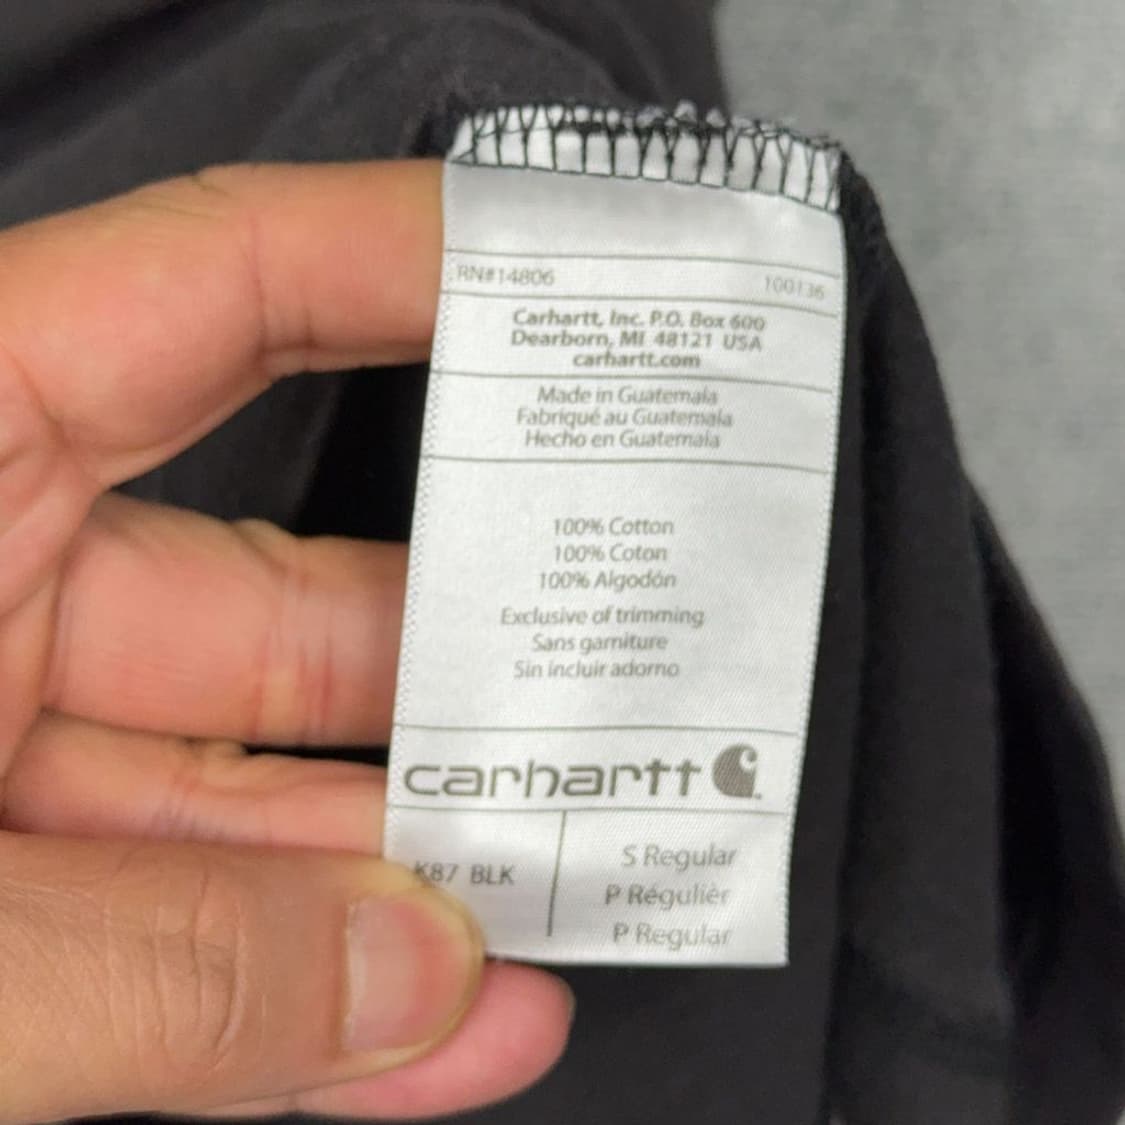 RN#14806 100136
Carhartt, Inc. P.O. Box 600
Dearborn, MI 48121 USA
carhartt.com
Made in Guatemala
Fabriqué au Guatemala
Hecho en Guatemala
100% Cotton
100% Coton
100% Algodón
Exclusive of trimming
Sans garniture
Sin incluir adorno
carhartt
K87 BLK
S Regular
P Régulièr
P Regular